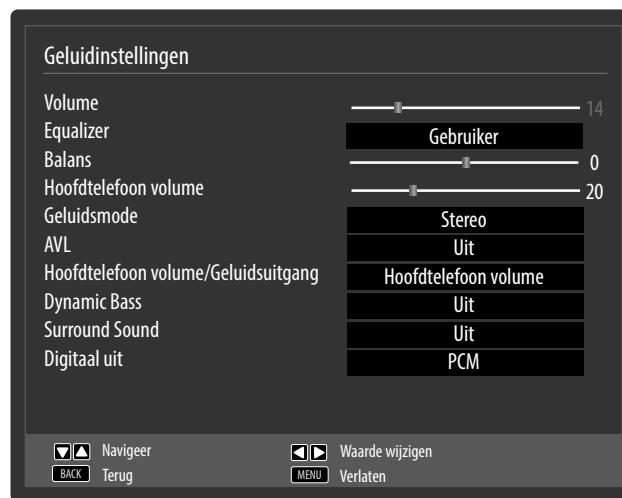 Geluidinstellingen
Volume 14
Equalizer Gebruiker
Balans 0
Hoofdtelefoon volume 20
Geluidsmode Stereo
AVL Uit
Hoofdtelefoon volume/Geluidsuitgang Hoofdtelefoon volume
Dynamic Bass Uit
Surround Sound Uit
Digitaal uit PCM
Navigeer Waarde wijzigen
BACK Terug MENU Verlaten